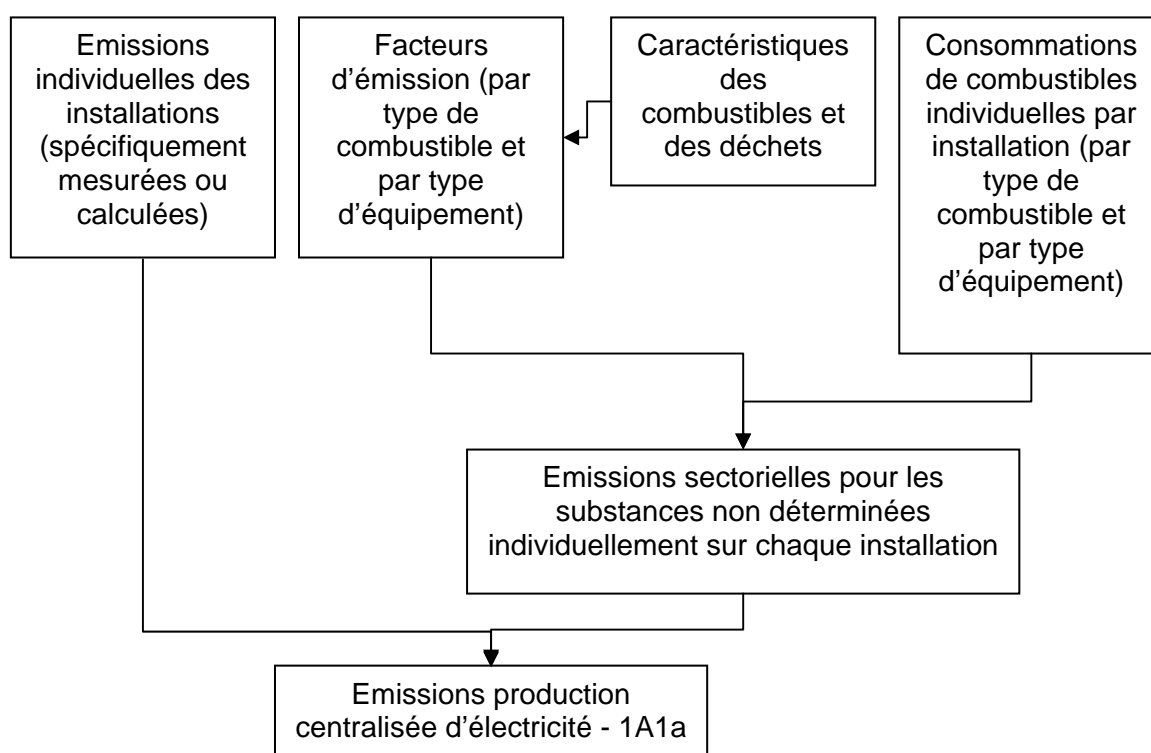 Emissions
individuelles des
installations
(spécifiquement
mesurées ou
calculées)
Facteurs
d’émission (par
type de
combustible et
par type
d’équipement)
Caractéristiques
des
combustibles et
des déchets
Consommations
de combustibles
individuelles par
installation (par
type de
combustible et
par type
d’équipement)
Emissions sectorielles pour les
substances non déterminées
individuellement sur chaque installation
Emissions production
centralisée d’électricité - 1A1a